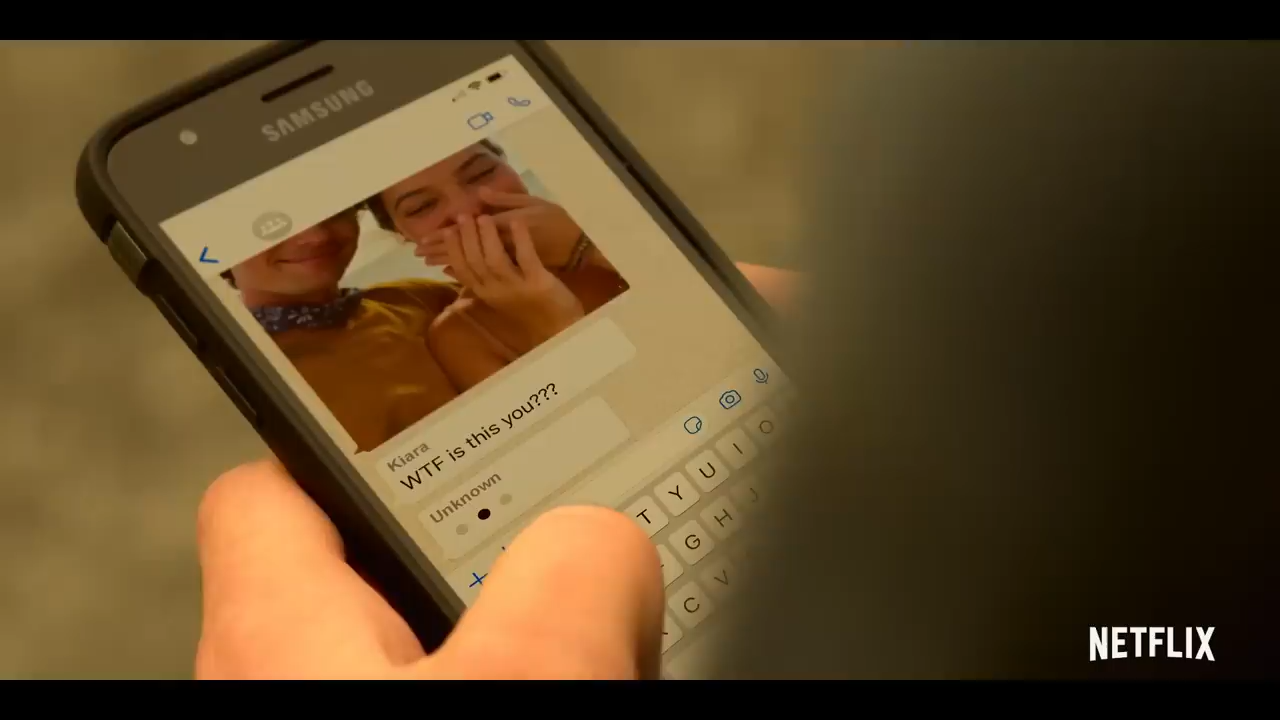 SAMSUNG
Kiara
WTF is this you???
Unknown
T Y U I O
G H J
C V
NETFLIX